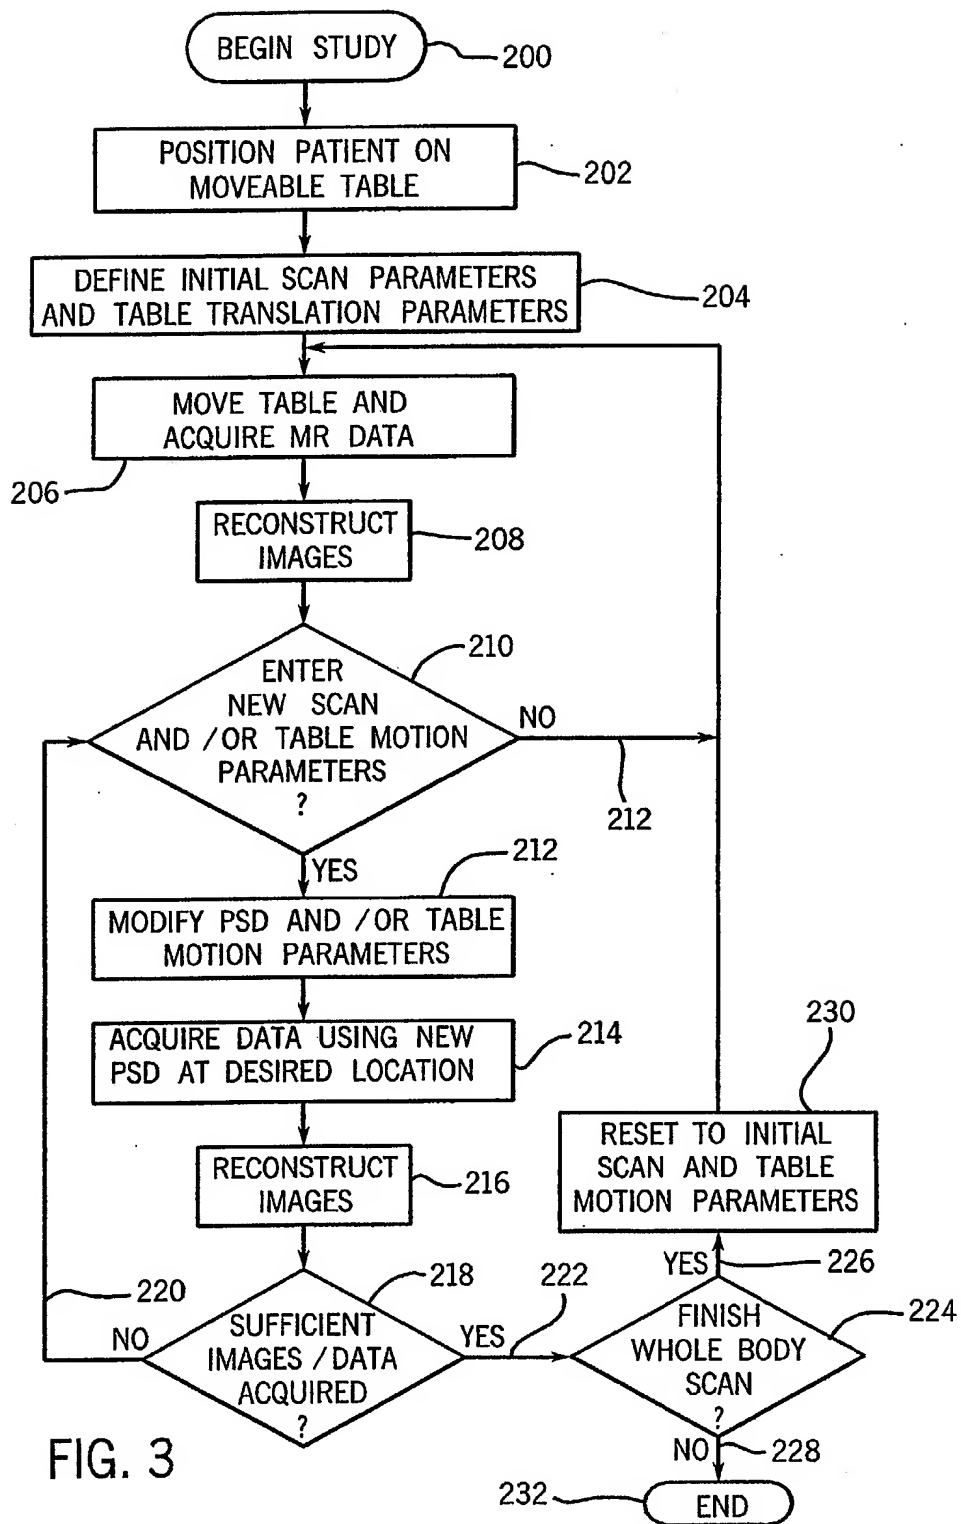 BEGIN STUDY
200
POSITION PATIENT ON
MOVEABLE TABLE
202
DEFINE INITIAL SCAN PARAMETERS
AND TABLE TRANSLATION PARAMETERS
204
MOVE TABLE AND
ACQUIRE MR DATA
206
RECONSTRUCT
IMAGES
208
210
ENTER
NEW SCAN
AND /OR TABLE MOTION
PARAMETERS
?
NO
212
YES
212
MODIFY PSD AND /OR TABLE
MOTION PARAMETERS
ACQUIRE DATA USING NEW
PSD AT DESIRED LOCATION
214
RECONSTRUCT
IMAGES
216
218
SUFFICIENT
IMAGES /DATA
ACQUIRED
?
NO
220
YES
222
FINISH
WHOLE BODY
SCAN
?
224
YES
226
230
RESET TO INITIAL
SCAN AND TABLE
MOTION PARAMETERS
NO
228
232
END
FIG. 3